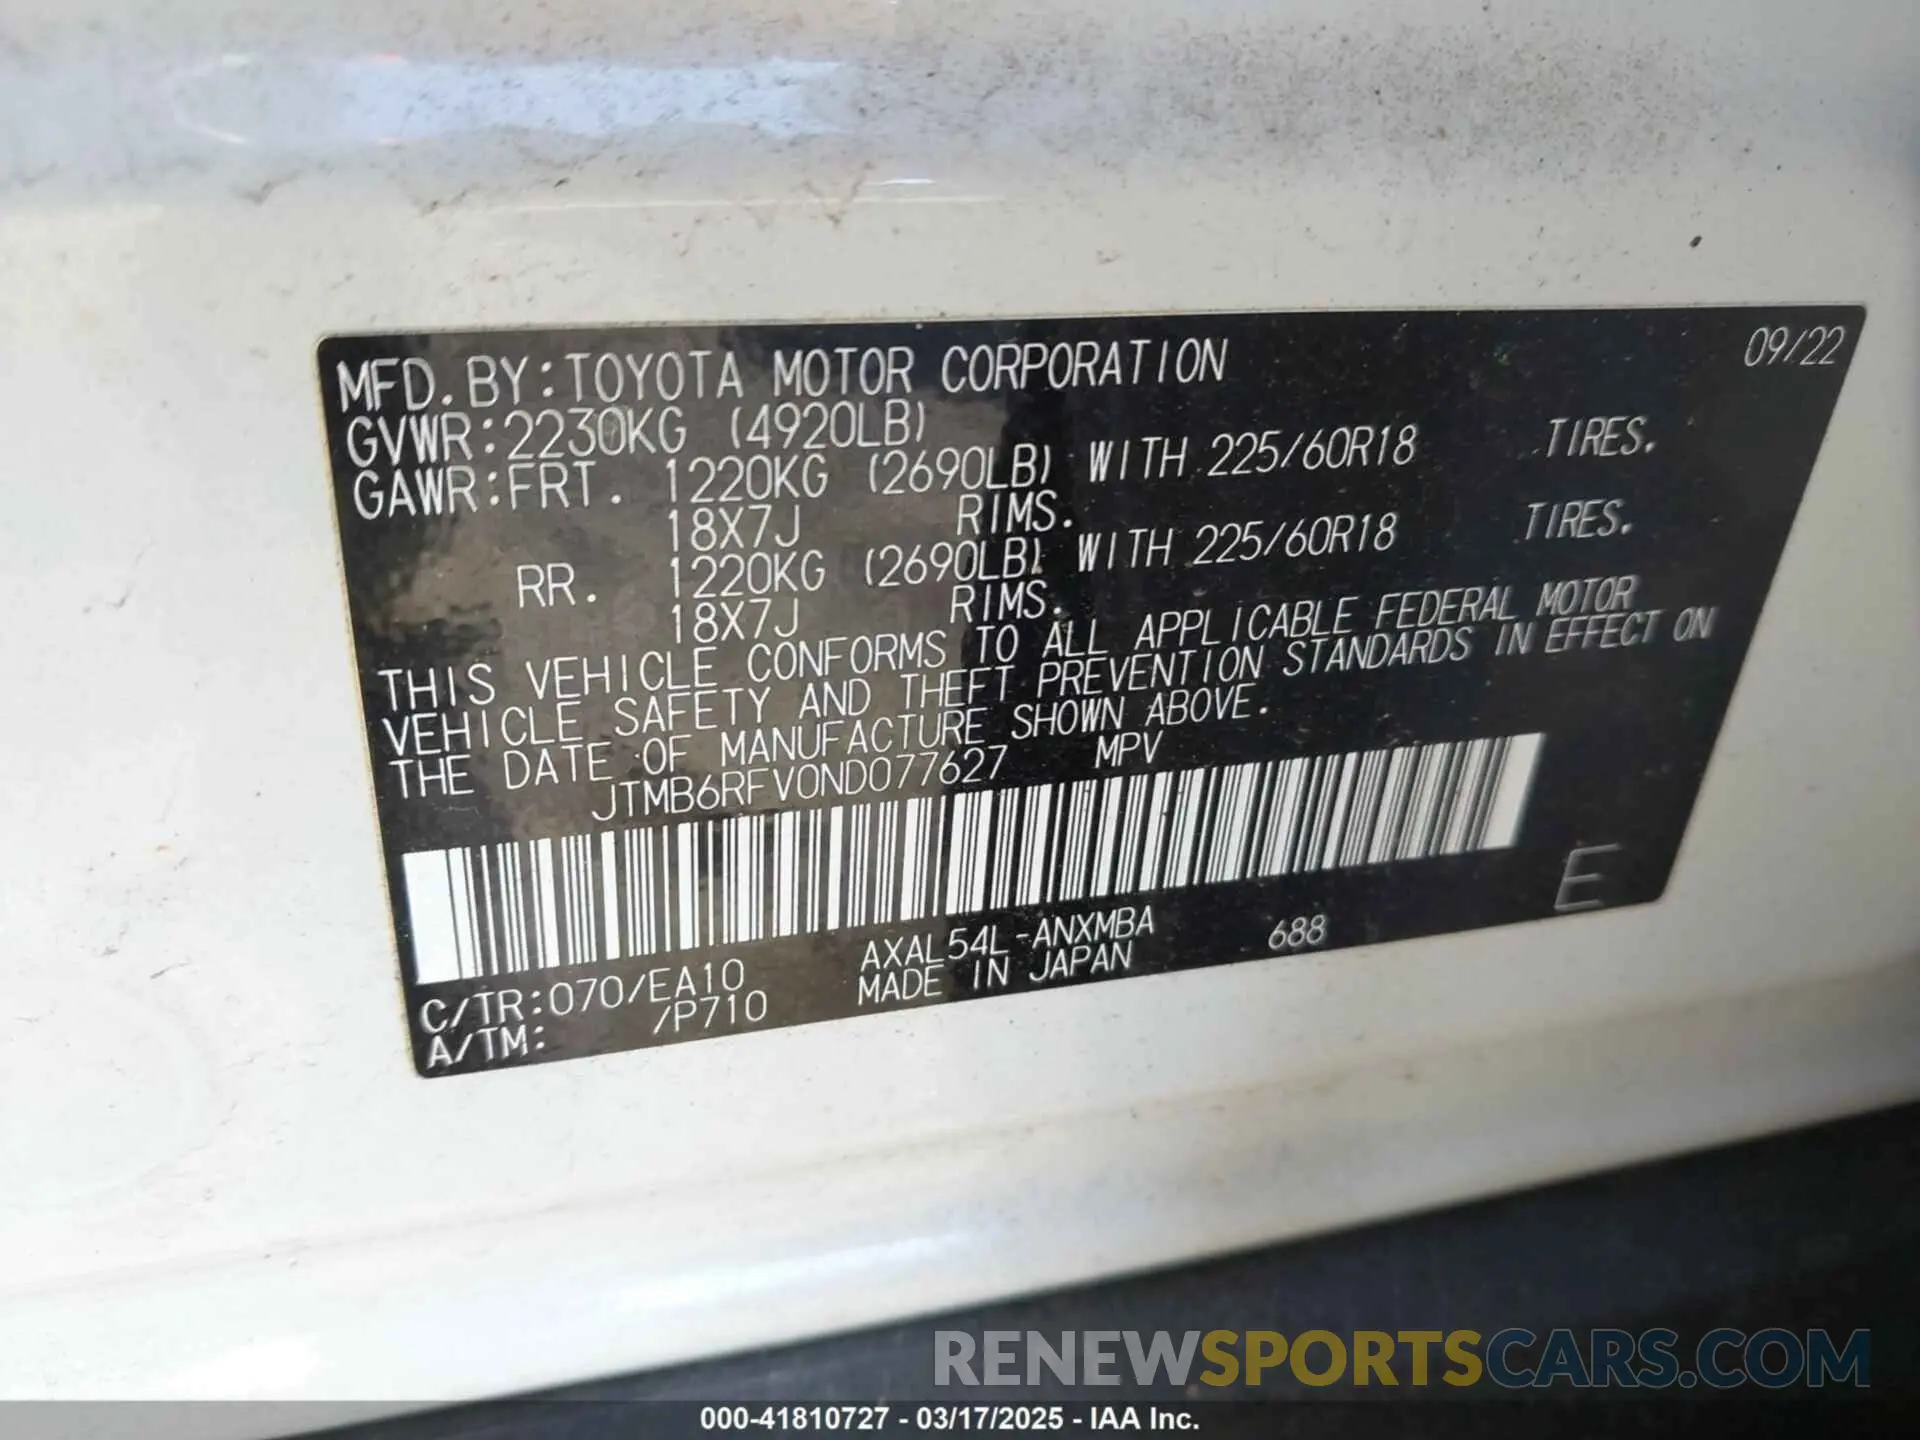 MFD. BY:TOYOTA MOTOR CORPORATION 09/22
GVWR:2230KG (4920LB)
GAWR:FRT. 1220KG (2690LB) WITH 225/60R18 TIRES.
18X7J RIMS.
RR. 1220KG (2690LB) WITH 225/60R18 TIRES.
18X7J RIMS.
THIS VEHICLE CONFORMS TO ALL APPLICABLE FEDERAL MOTOR
VEHICLE SAFETY AND THEFT PREVENTION STANDARDS IN EFFECT ON
THE DATE OF MANUFACTURE SHOWN ABOVE.
JTMB6RFV0ND077627 MPV
E
C/TR:070/EA10 AXAL54L-ANXMBA 688
A/TM: /P710 MADE IN JAPAN
RENEWSPORTSCARS.COM
000-41810727 - 03/17/2025 - IAA Inc.